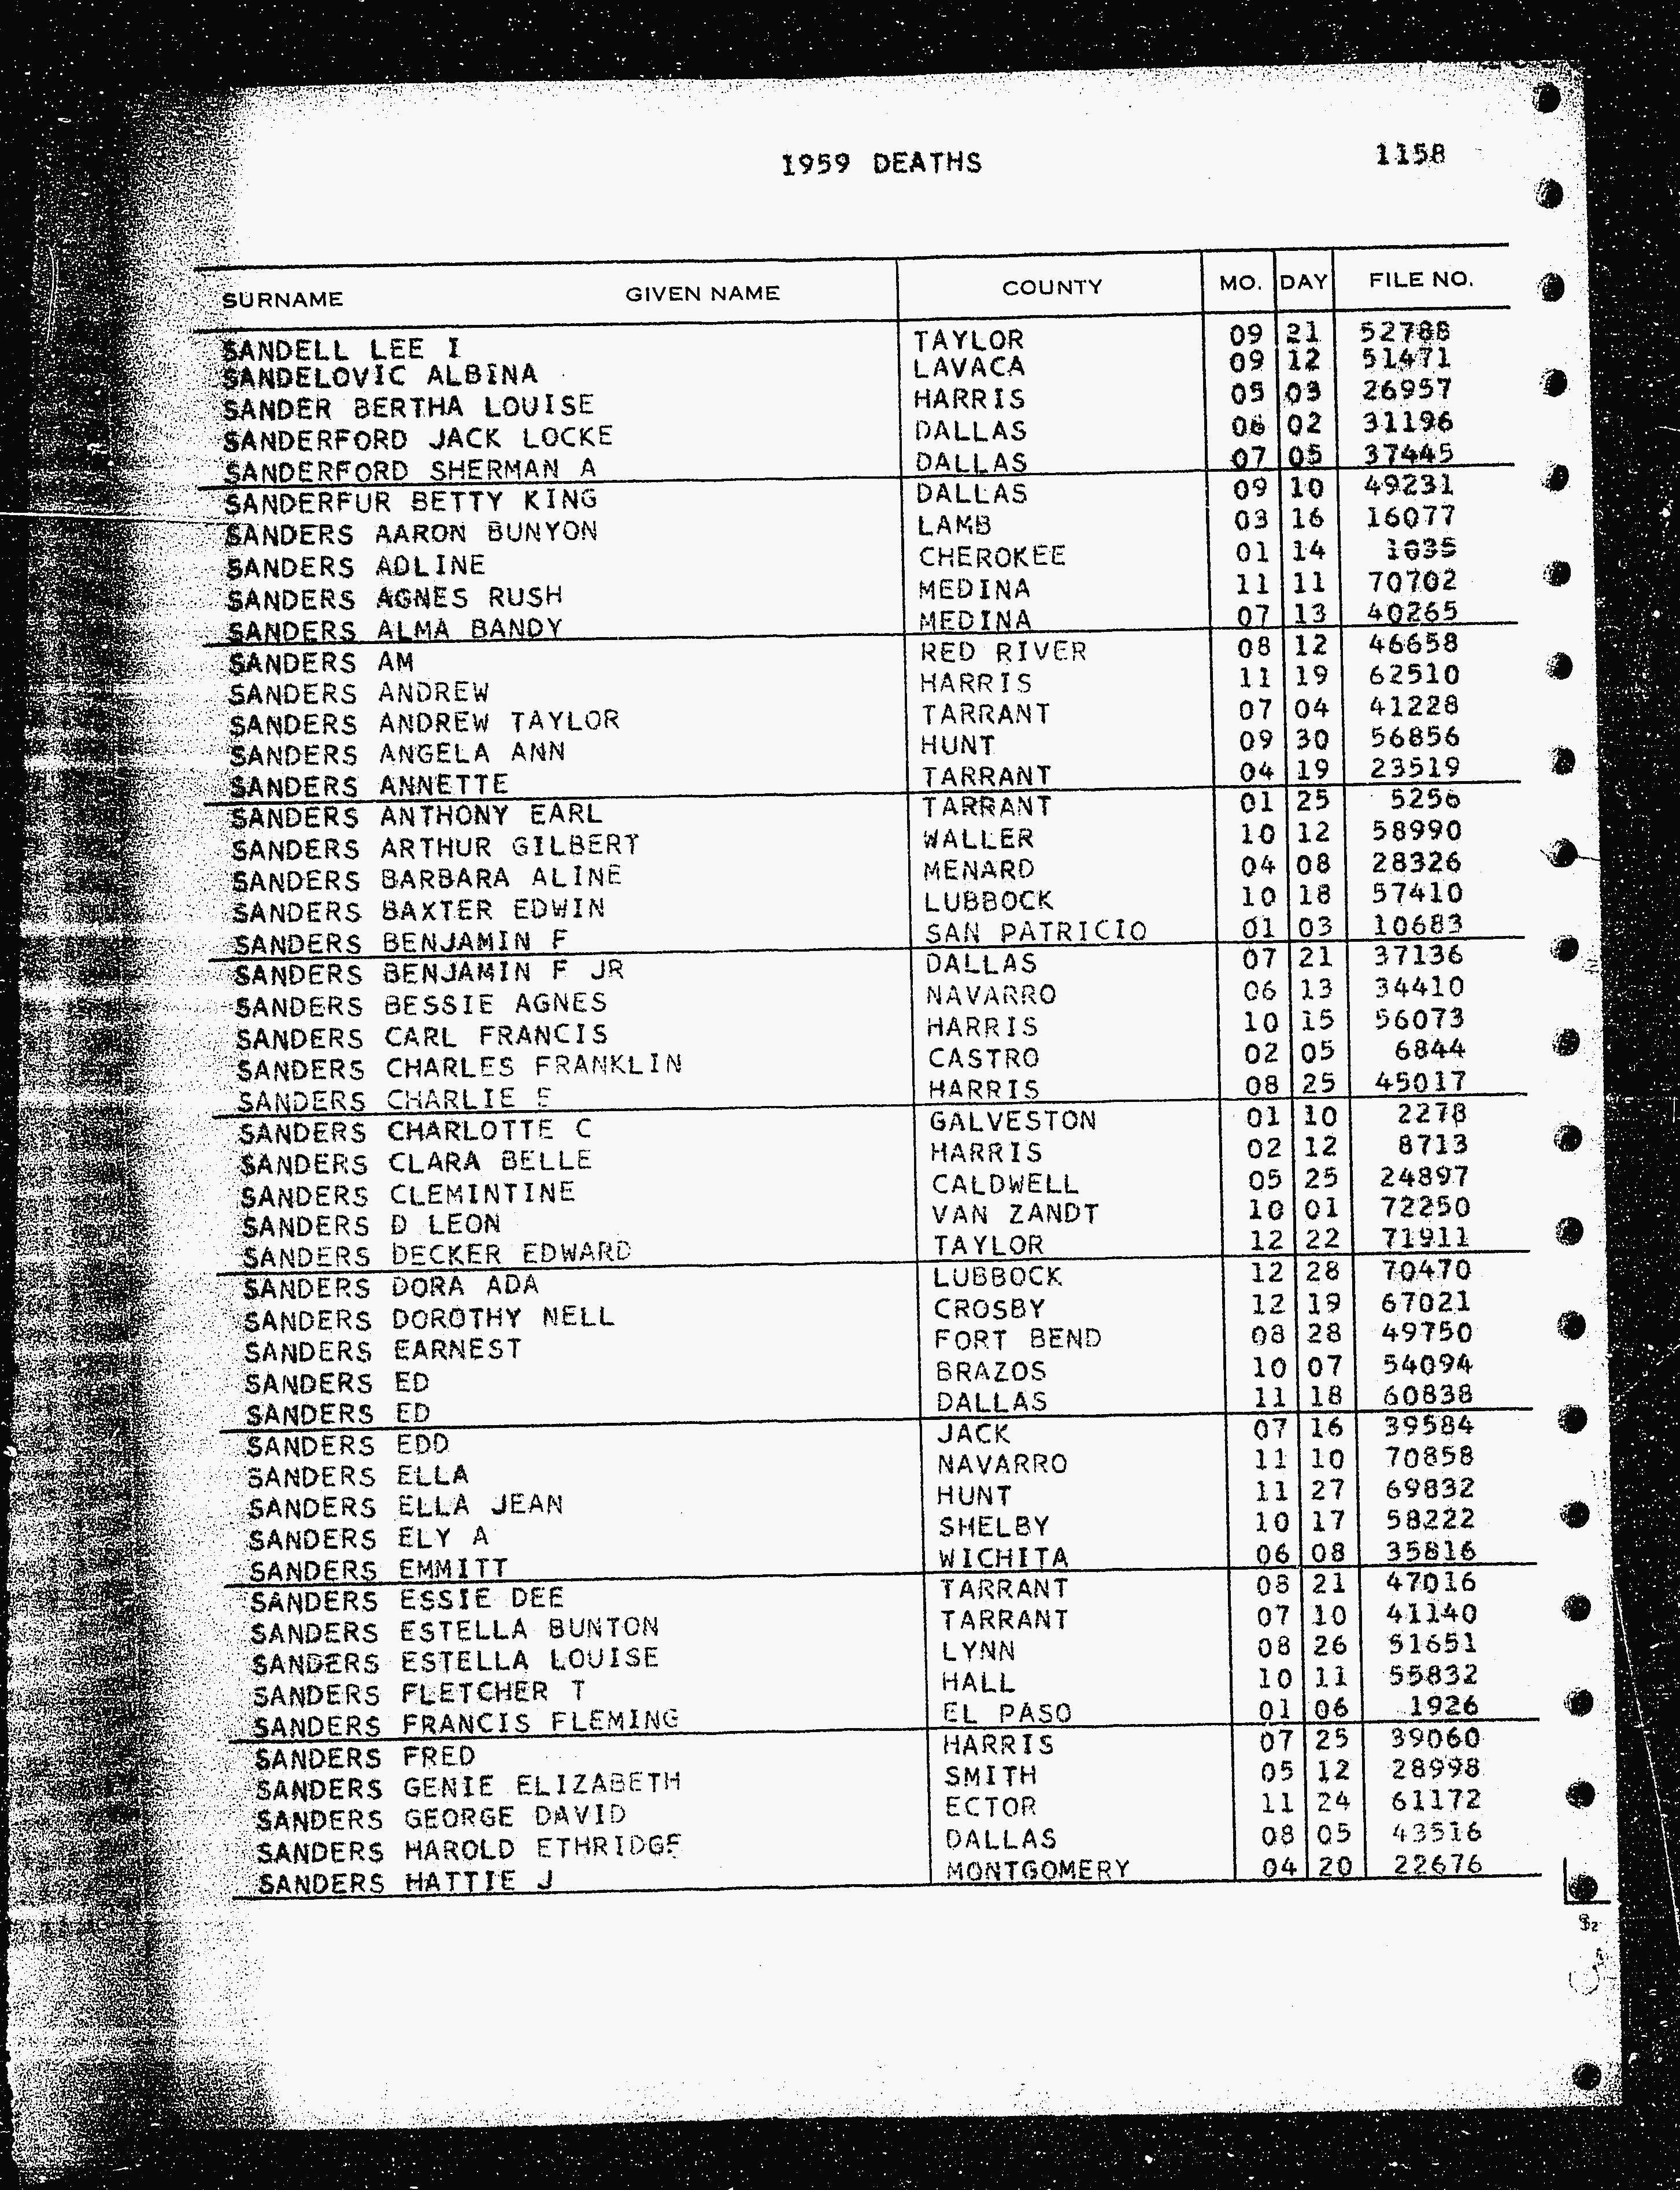 1959 DEATHS 1158
SURNAME GIVEN NAME COUNTY MO. DAY FILE NO.
SANDELL LEE I TAYLOR 09 21 52788
SANDELOVIC ALBINA LAVACA 09 12 51471
SANDER BERTHA LOUISE HARRIS 05 03 26957
SANDERFORD JACK LOCKE DALLAS 06 02 31196
SANDERFORD SHERMAN A DALLAS 07 05 37445
SANDERFUR BETTY KING DALLAS 09 10 49231
SANDERS AARON BUNYON LAMB 03 16 16077
SANDERS ADLINE CHEROKEE 01 14 1035
SANDERS AGNES RUSH MEDINA 11 11 70702
SANDERS ALMA BANDY MEDINA 07 13 40265
SANDERS AM RED RIVER 08 12 46658
SANDERS ANDREW HARRIS 11 19 62510
SANDERS ANDREW TAYLOR TARRANT 07 04 41228
SANDERS ANGELA ANN HUNT 09 30 56856
SANDERS ANNETTE TARRANT 04 19 23519
SANDERS ANTHONY EARL TARRANT 01 25 5256
SANDERS ARTHUR GILBERT WALLER 10 12 58990
SANDERS BARBARA ALINE MENARD 04 08 28326
SANDERS BAXTER EDWIN LUBBOCK 10 18 57410
SANDERS BENJAMIN F SAN PATRICIO 01 03 10683
SANDERS BENJAMIN F JR DALLAS 07 21 37136
SANDERS BESSIE AGNES NAVARRO 06 13 34410
SANDERS CARL FRANCIS HARRIS 10 15 56073
SANDERS CHARLES FRANKLIN CASTRO 02 05 6844
SANDERS CHARLIE E HARRIS 08 25 45017
SANDERS CHARLOTTE C GALVESTON 01 10 2278
SANDERS CLARA BELLE HARRIS 02 12 8713
SANDERS CLEMINTINE CALDWELL 05 25 24897
SANDERS D LEON VAN ZANDT 10 01 72250
SANDERS DECKER EDWARD TAYLOR 12 22 71911
SANDERS DORA ADA LUBBOCK 12 28 70470
SANDERS DOROTHY NELL CROSBY 12 19 67021
SANDERS EARNEST FORT BEND 08 28 49750
SANDERS ED BRAZOS 10 07 54094
SANDERS ED DALLAS 11 18 60838
SANDERS EDD JACK 07 16 39584
SANDERS ELLA NAVARRO 11 10 70858
SANDERS ELLA JEAN HUNT 11 27 69832
SANDERS ELY A SHELBY 10 17 58222
SANDERS EMMITT WICHITA 06 08 35816
SANDERS ESSIE DEE TARRANT 08 21 47016
SANDERS ESTELLA BUNTON TARRANT 07 10 41140
SANDERS ESTELLA LOUISE LYNN 08 26 51651
SANDERS FLETCHER T HALL 10 11 55832
SANDERS FRANCIS FLEMING EL PASO 01 06 1926
SANDERS FRED HARRIS 07 25 39060
SANDERS GENIE ELIZABETH SMITH 05 12 28998
SANDERS GEORGE DAVID ECTOR 11 24 61172
SANDERS HAROLD ETHRIDGE DALLAS 08 05 43516
SANDERS HATTIE J MONTGOMERY 04 20 22676